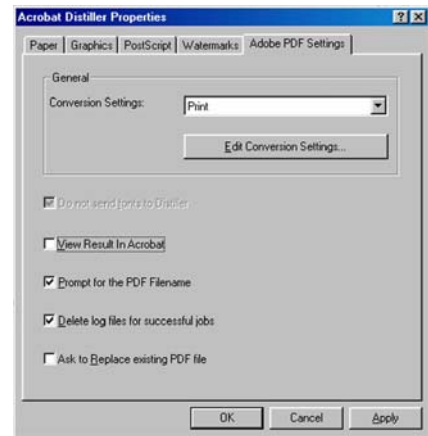 Acrobat Distiller Properties
Paper Graphics PostScript Watermarks Adobe PDF Settings
General
Conversion Settings: Print
Edit Conversion Settings...
Do not send fonts to Distiller
View Result In Acrobat
Prompt for the PDF Filename
Delete log files for successful jobs
Ask to Replace existing PDF file
OK Cancel Apply